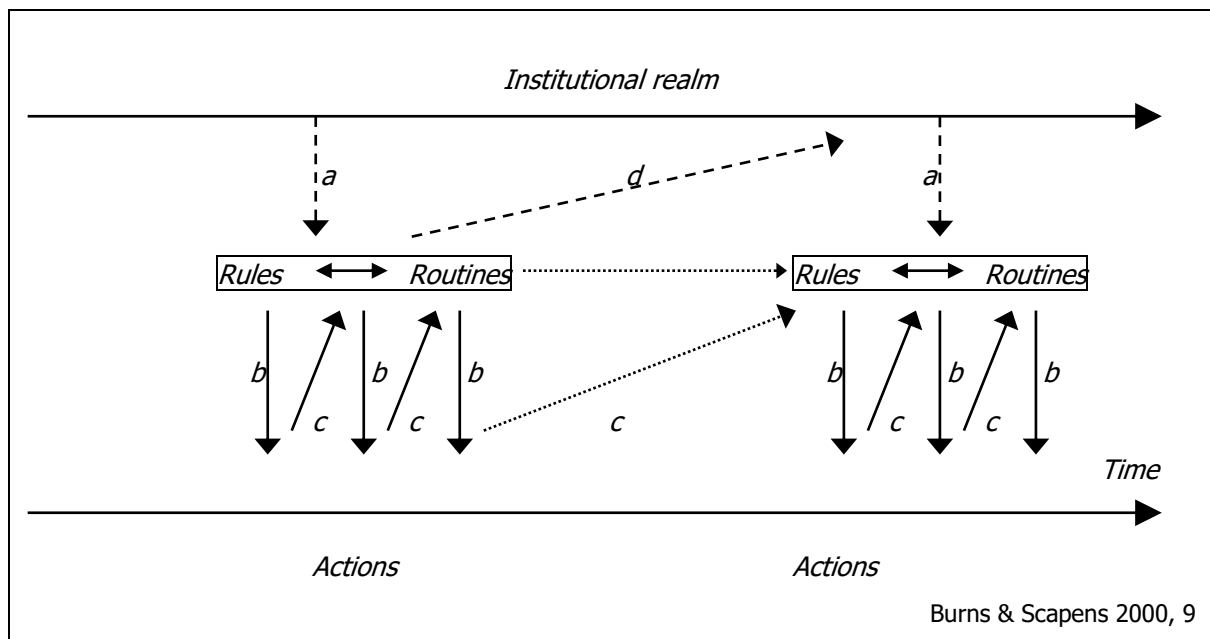 Institutional realm
a
d
a
Rules
Routines
Rules
Routines
b
b
b
b
b
b
c
c
c
c
c
Time
Actions
Actions
Burns & Scapens 2000, 9